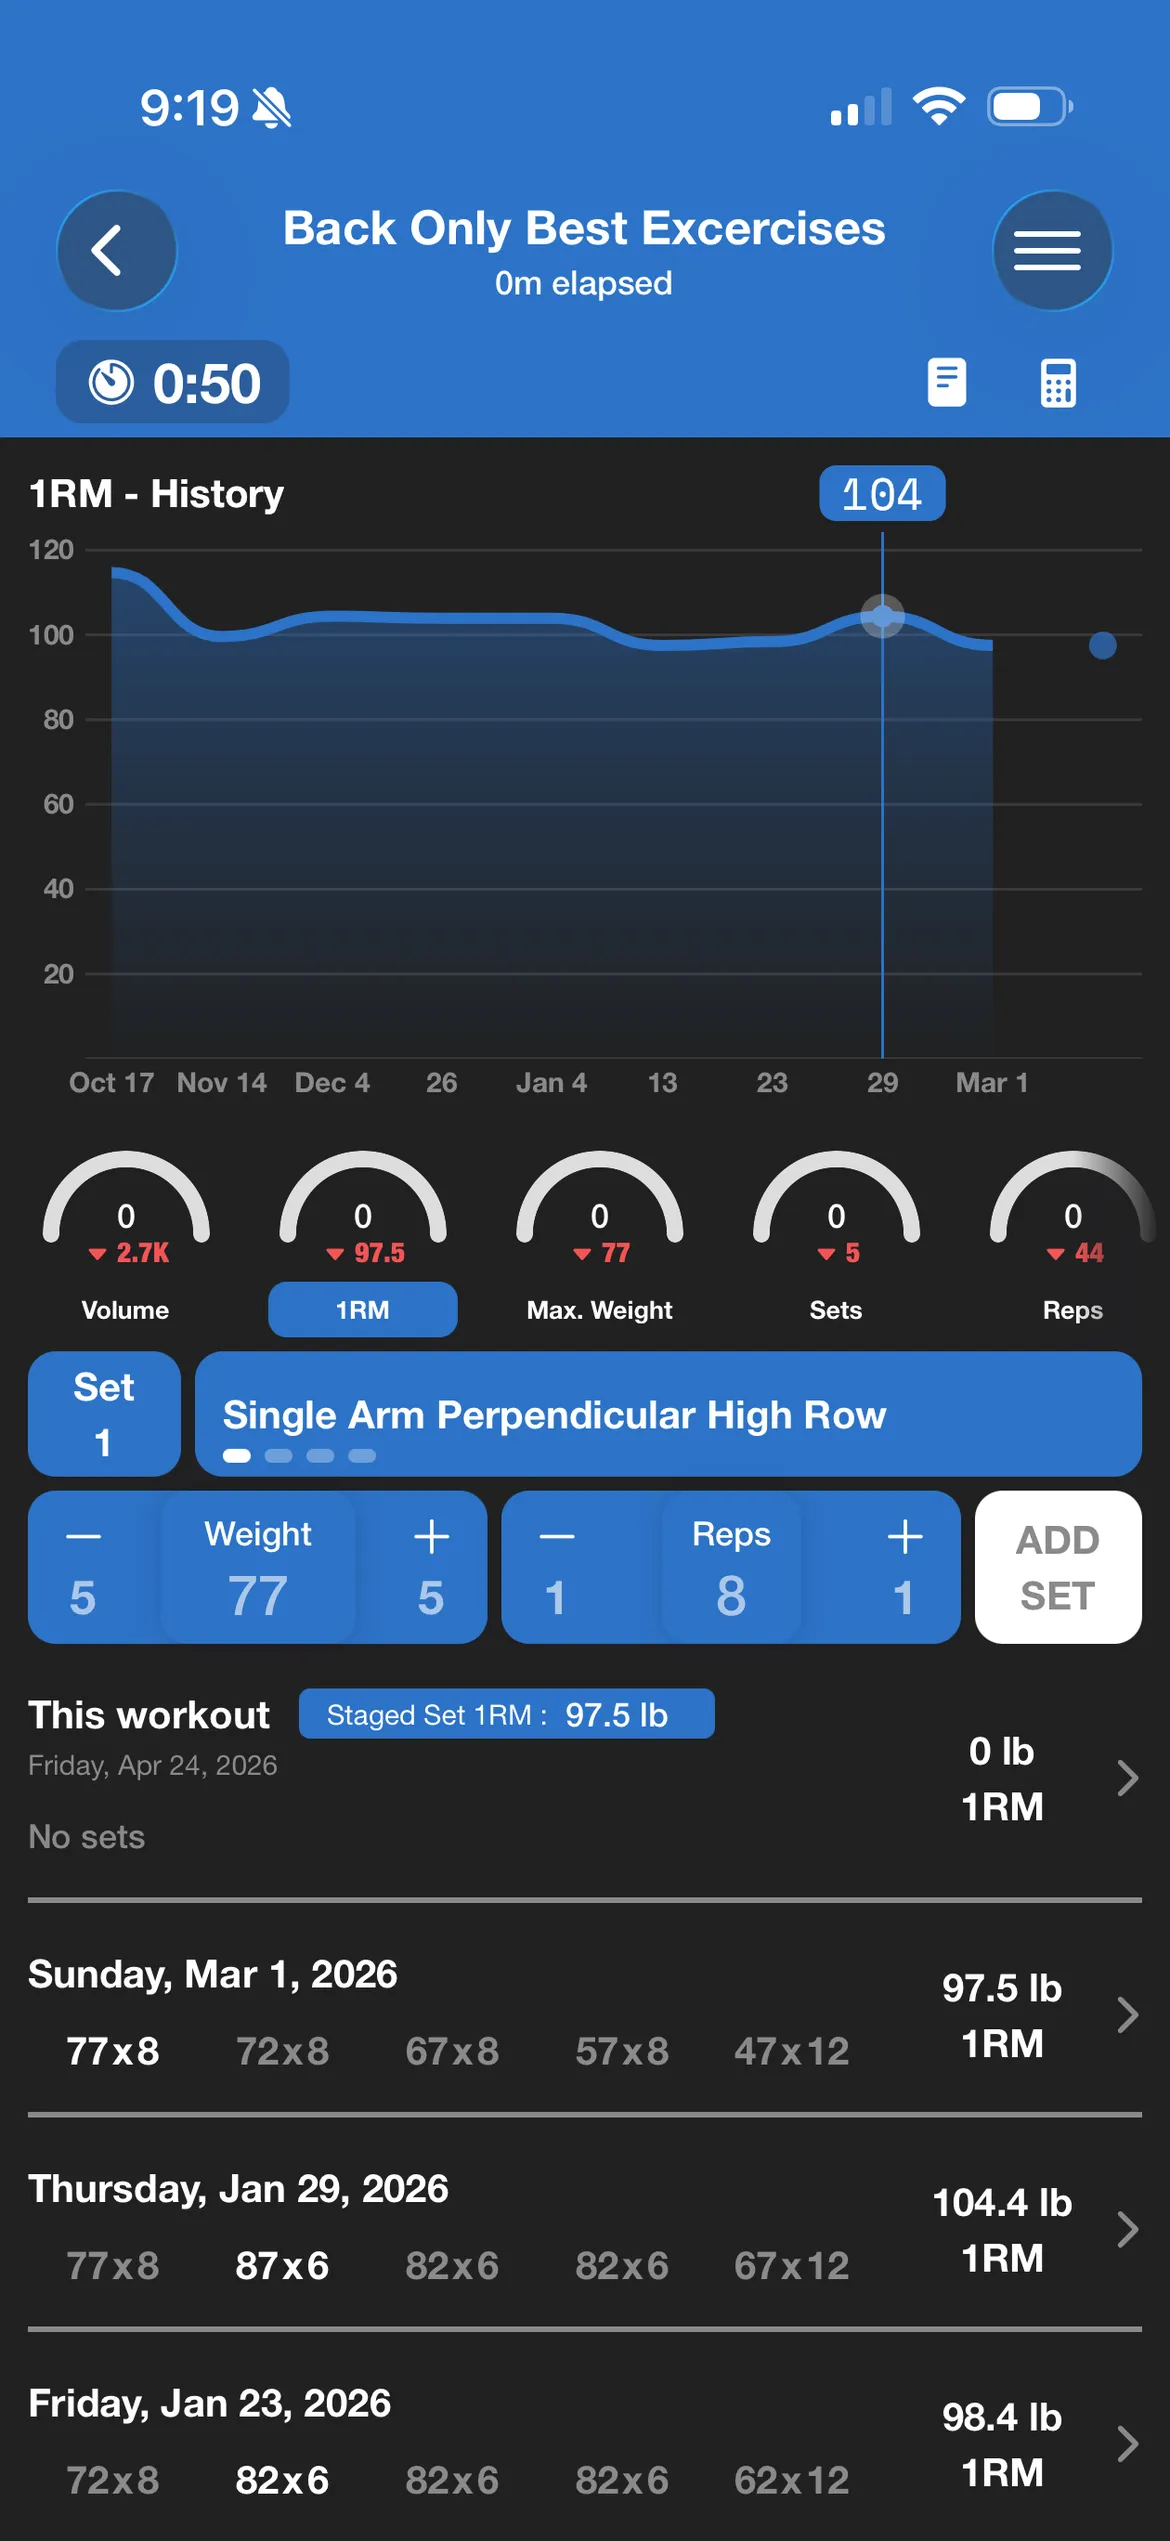 9:19
Back Only Best Excercises
0m elapsed
0:50
1RM - History
104
120
100
80
60
40
20
Oct 17 Nov 14 Dec 4 26 Jan 4 13 23 29 Mar 1
0 0 0 0 0
2.7K 97.5 77 5 44
Volume 1RM Max. Weight Sets Reps
Set
1
Single Arm Perpendicular High Row
− Weight + − Reps +
5 77 5 1 8 1
ADD
SET
This workout Staged Set 1RM : 97.5 lb
Friday, Apr 24, 2026
No sets
0 lb
1RM
Sunday, Mar 1, 2026
77x8 72x8 67x8 57x8 47x12
97.5 lb
1RM
Thursday, Jan 29, 2026
77x8 87x6 82x6 82x6 67x12
104.4 lb
1RM
Friday, Jan 23, 2026
72x8 82x6 82x6 82x6 62x12
98.4 lb
1RM